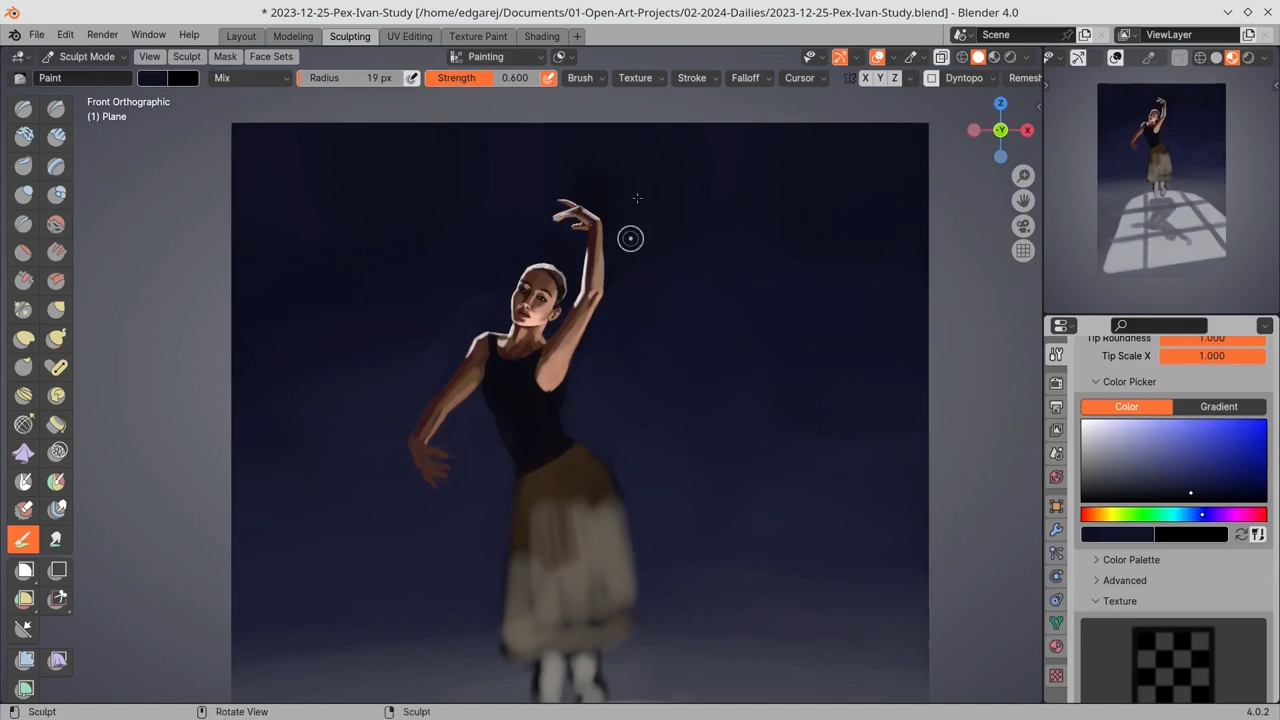 * 2023-12-25-Pex-Ivan-Study [/home/edgarej/Documents/01-Open-Art-Projects/02-2024-Dailies/2023-12-25-Pex-Ivan-Study.blend] - Blender 4.0
File Edit Render Window Help Layout Modeling Sculpting UV Editing Texture Paint Shading + Scene ViewLayer
Sculpt Mode View Sculpt Mask Face Sets Painting
Paint Mix Radius 19 px Strength 0.600 Brush Texture Stroke Falloff Cursor X Y Z Dyntopo Remesh
Front Orthographic
(1) Plane
Z
-Y
X
Tip Roundness 1.000
Tip Scale X 1.000
Color Picker
Color Gradient
Color Palette
Advanced
Texture
Sculpt Rotate View Sculpt 4.0.2